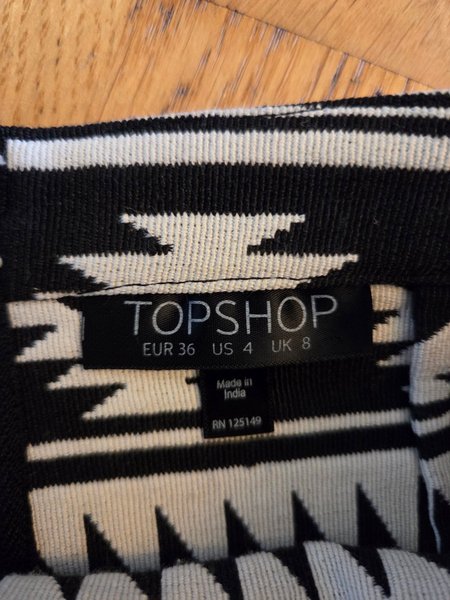 TOPSHOP
EUR 36 US 4 UK 8
Made in
India
RN 125149